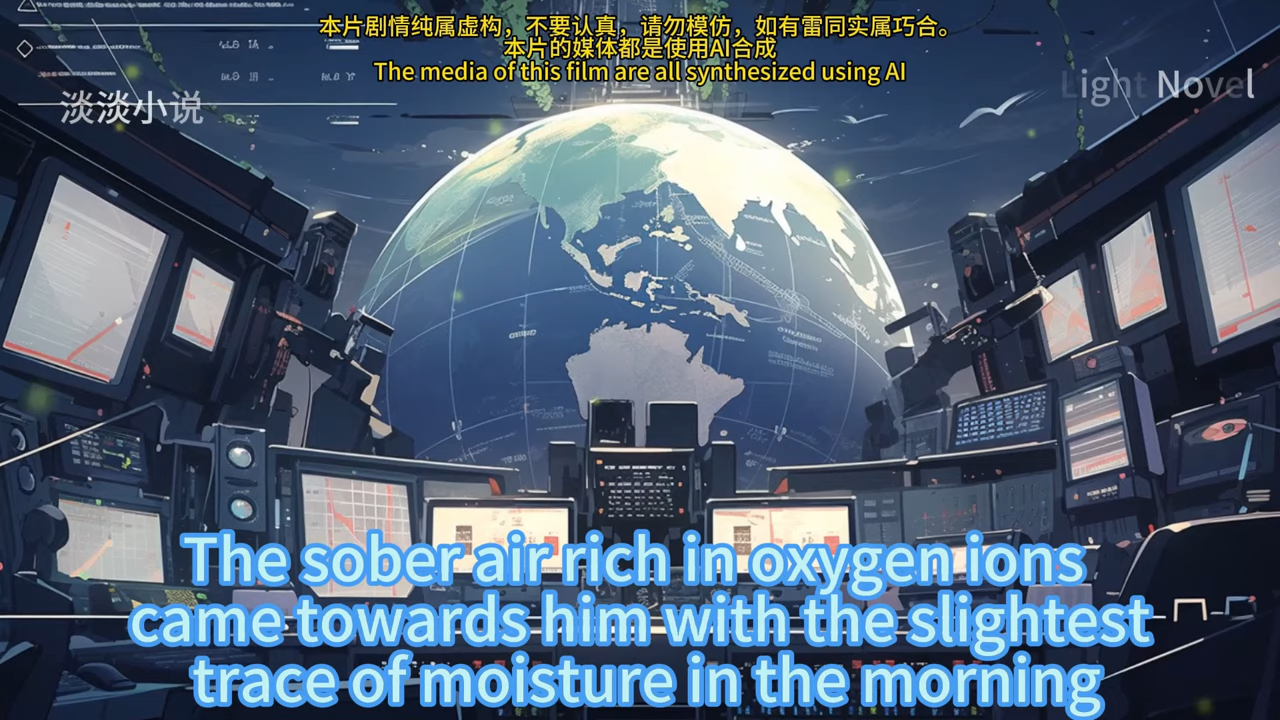 本片剧情纯属虚构，不要认真，请勿模仿，如有雷同实属巧合。
本片的媒体都是使用AI合成
The media of this film are all synthesized using AI
淡淡小说
Light Novel
The sober air rich in oxygen ions
came towards him with the slightest
trace of moisture in the morning